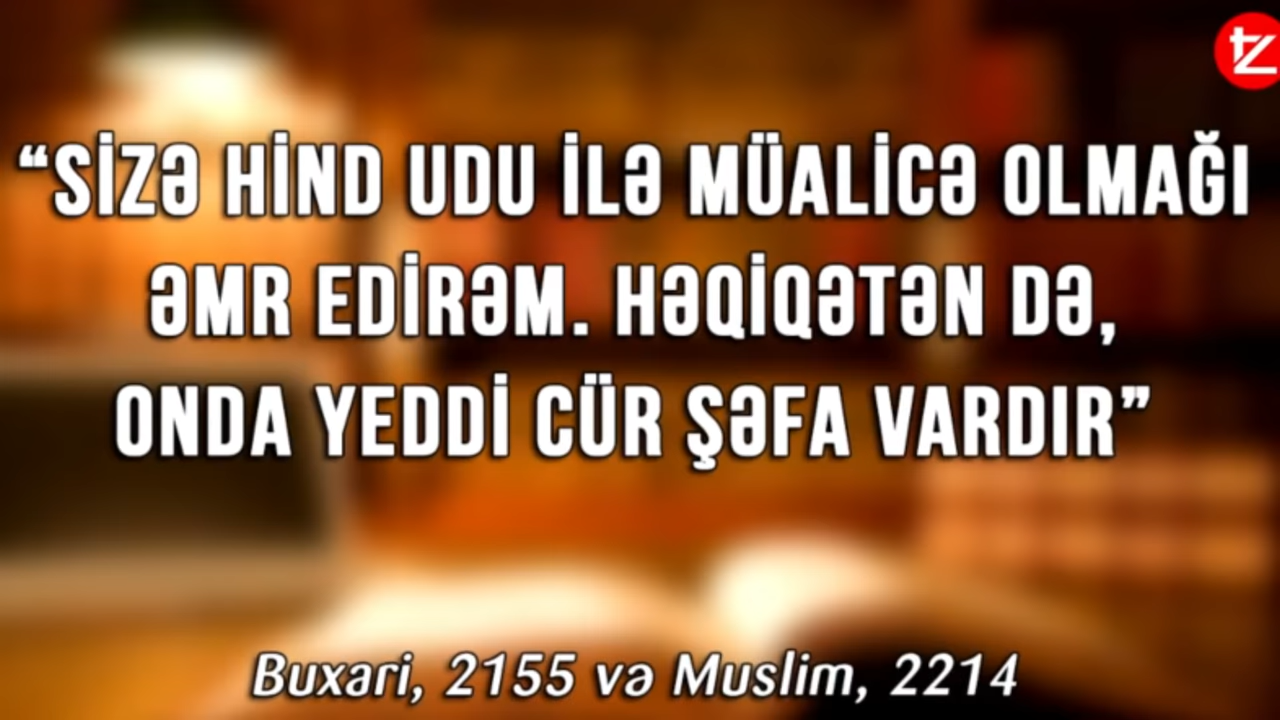 “SİZƏ HİND UDU İLƏ MÜALİCƏ OLMAĞI
ƏMR EDİRƏM. HƏQİQƏTƏN DƏ,
ONDA YEDDİ CÜR ŞƏFA VARDIR”
Buxari, 2155 və Muslim, 2214
tz